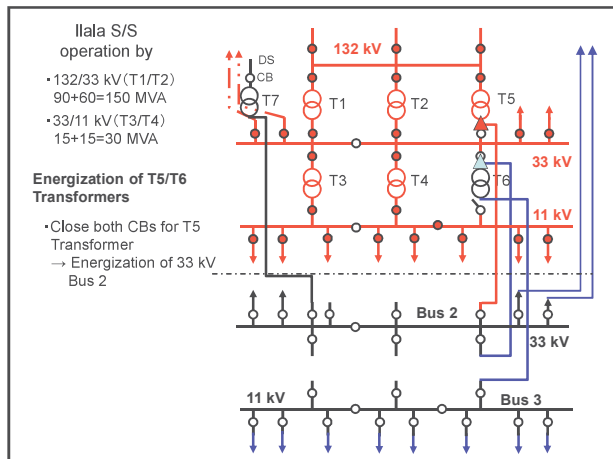 Ilala S/S
operation by
・132/33 kV(T1/T2)
90+60=150 MVA
・33/11 kV(T3/T4)
15+15=30 MVA
Energization of T5/T6
Transformers
・Close both CBs for T5
Transformer
→ Energization of 33 kV
Bus 2
DS
CB
T7
132 kV
T1
T2
T5
33 kV
T3
T4
T6
11 kV
Bus 2
33 kV
11 kV
Bus 3